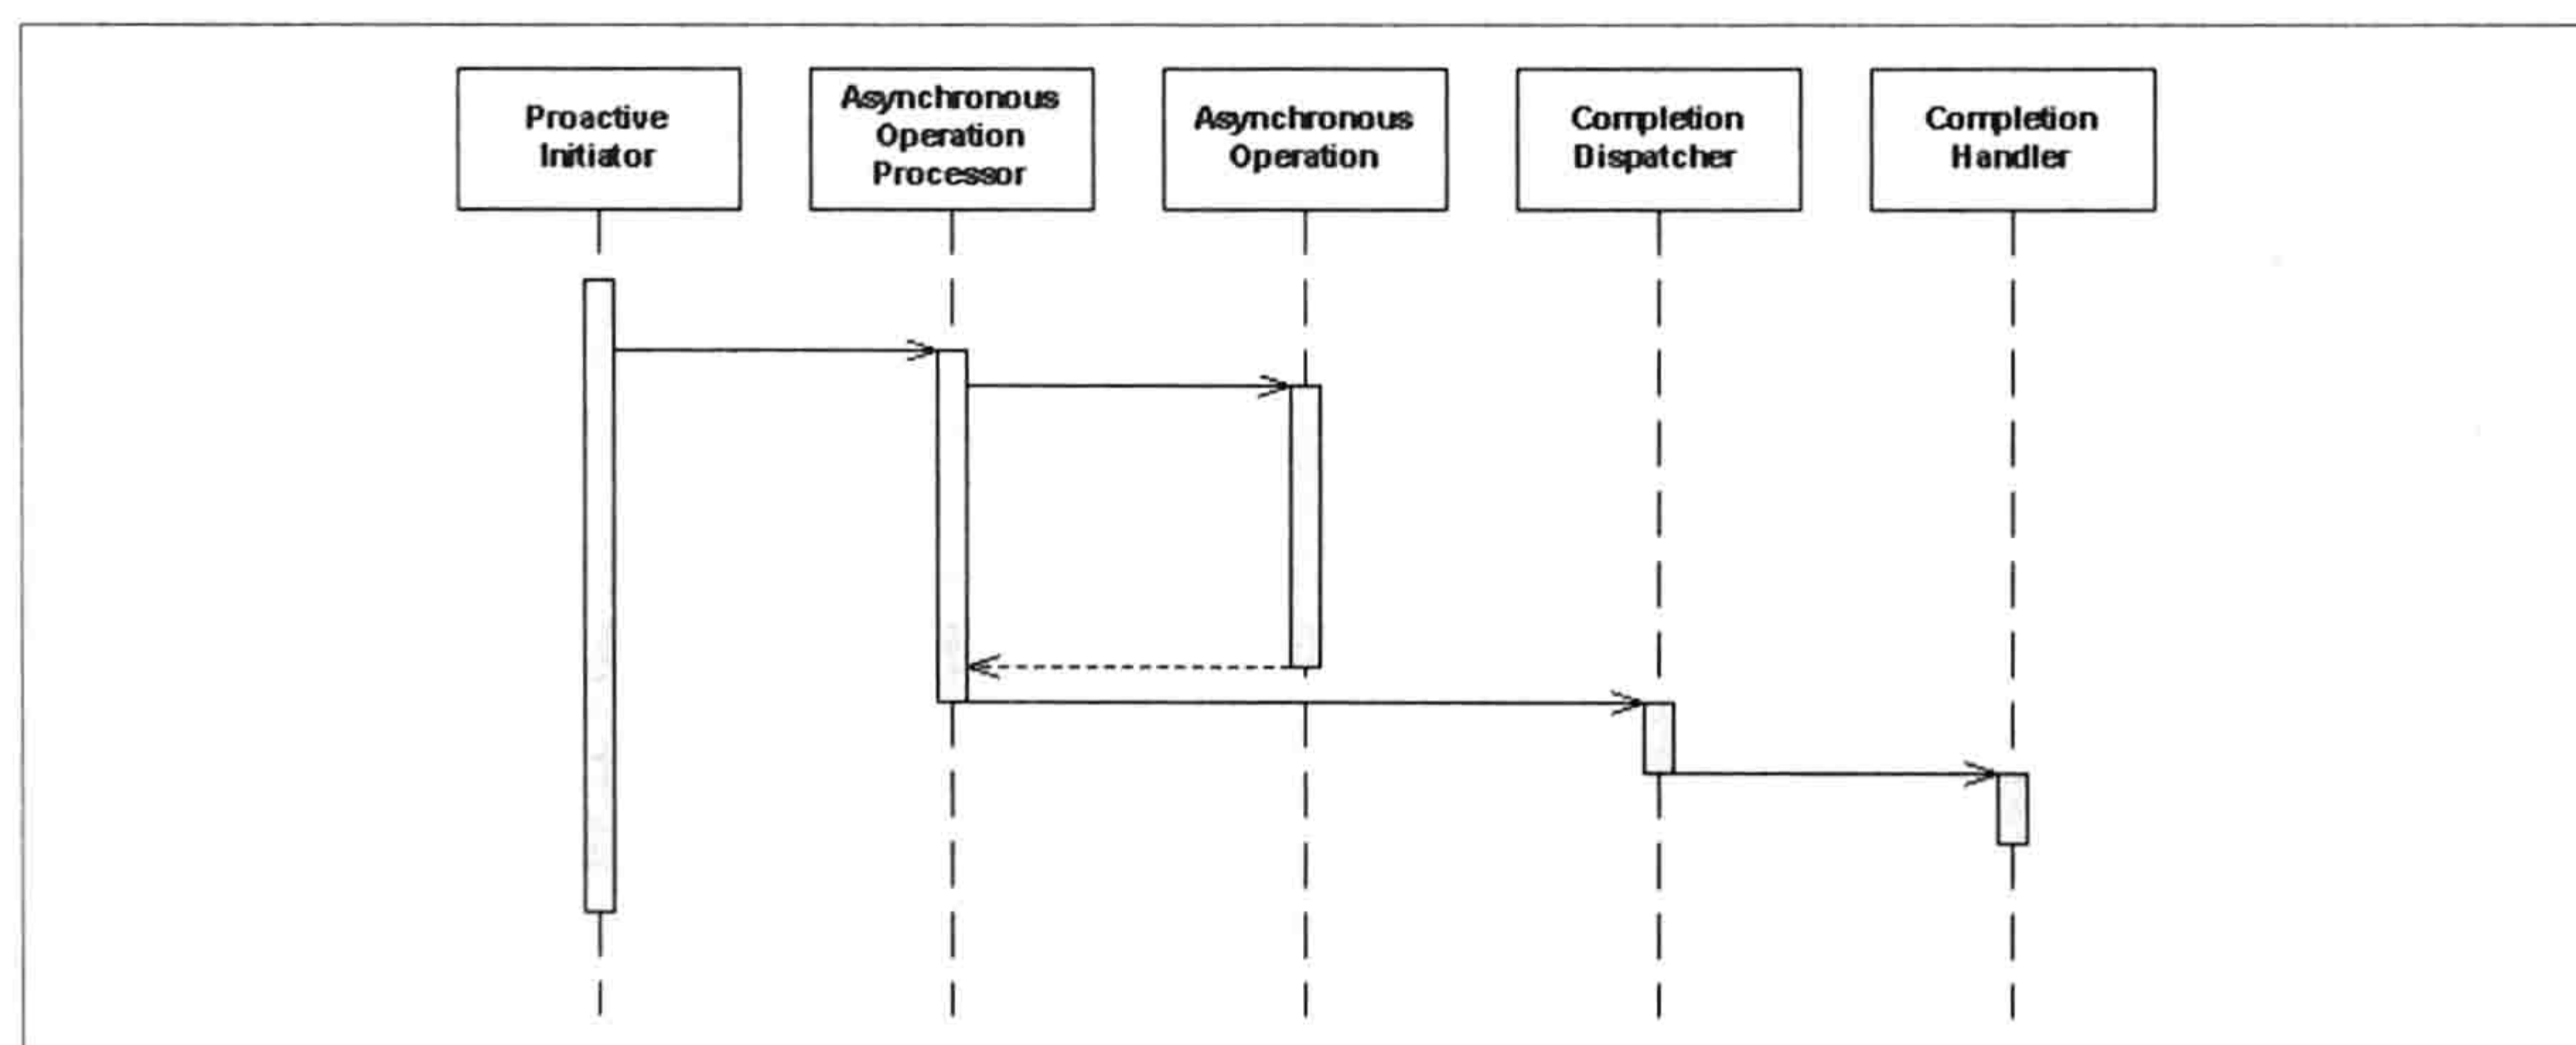 Proactive
Initiator
Asynchronous
Operation
Processor
Asynchronous
Operation
Completion
Dispatcher
Completion
Handler